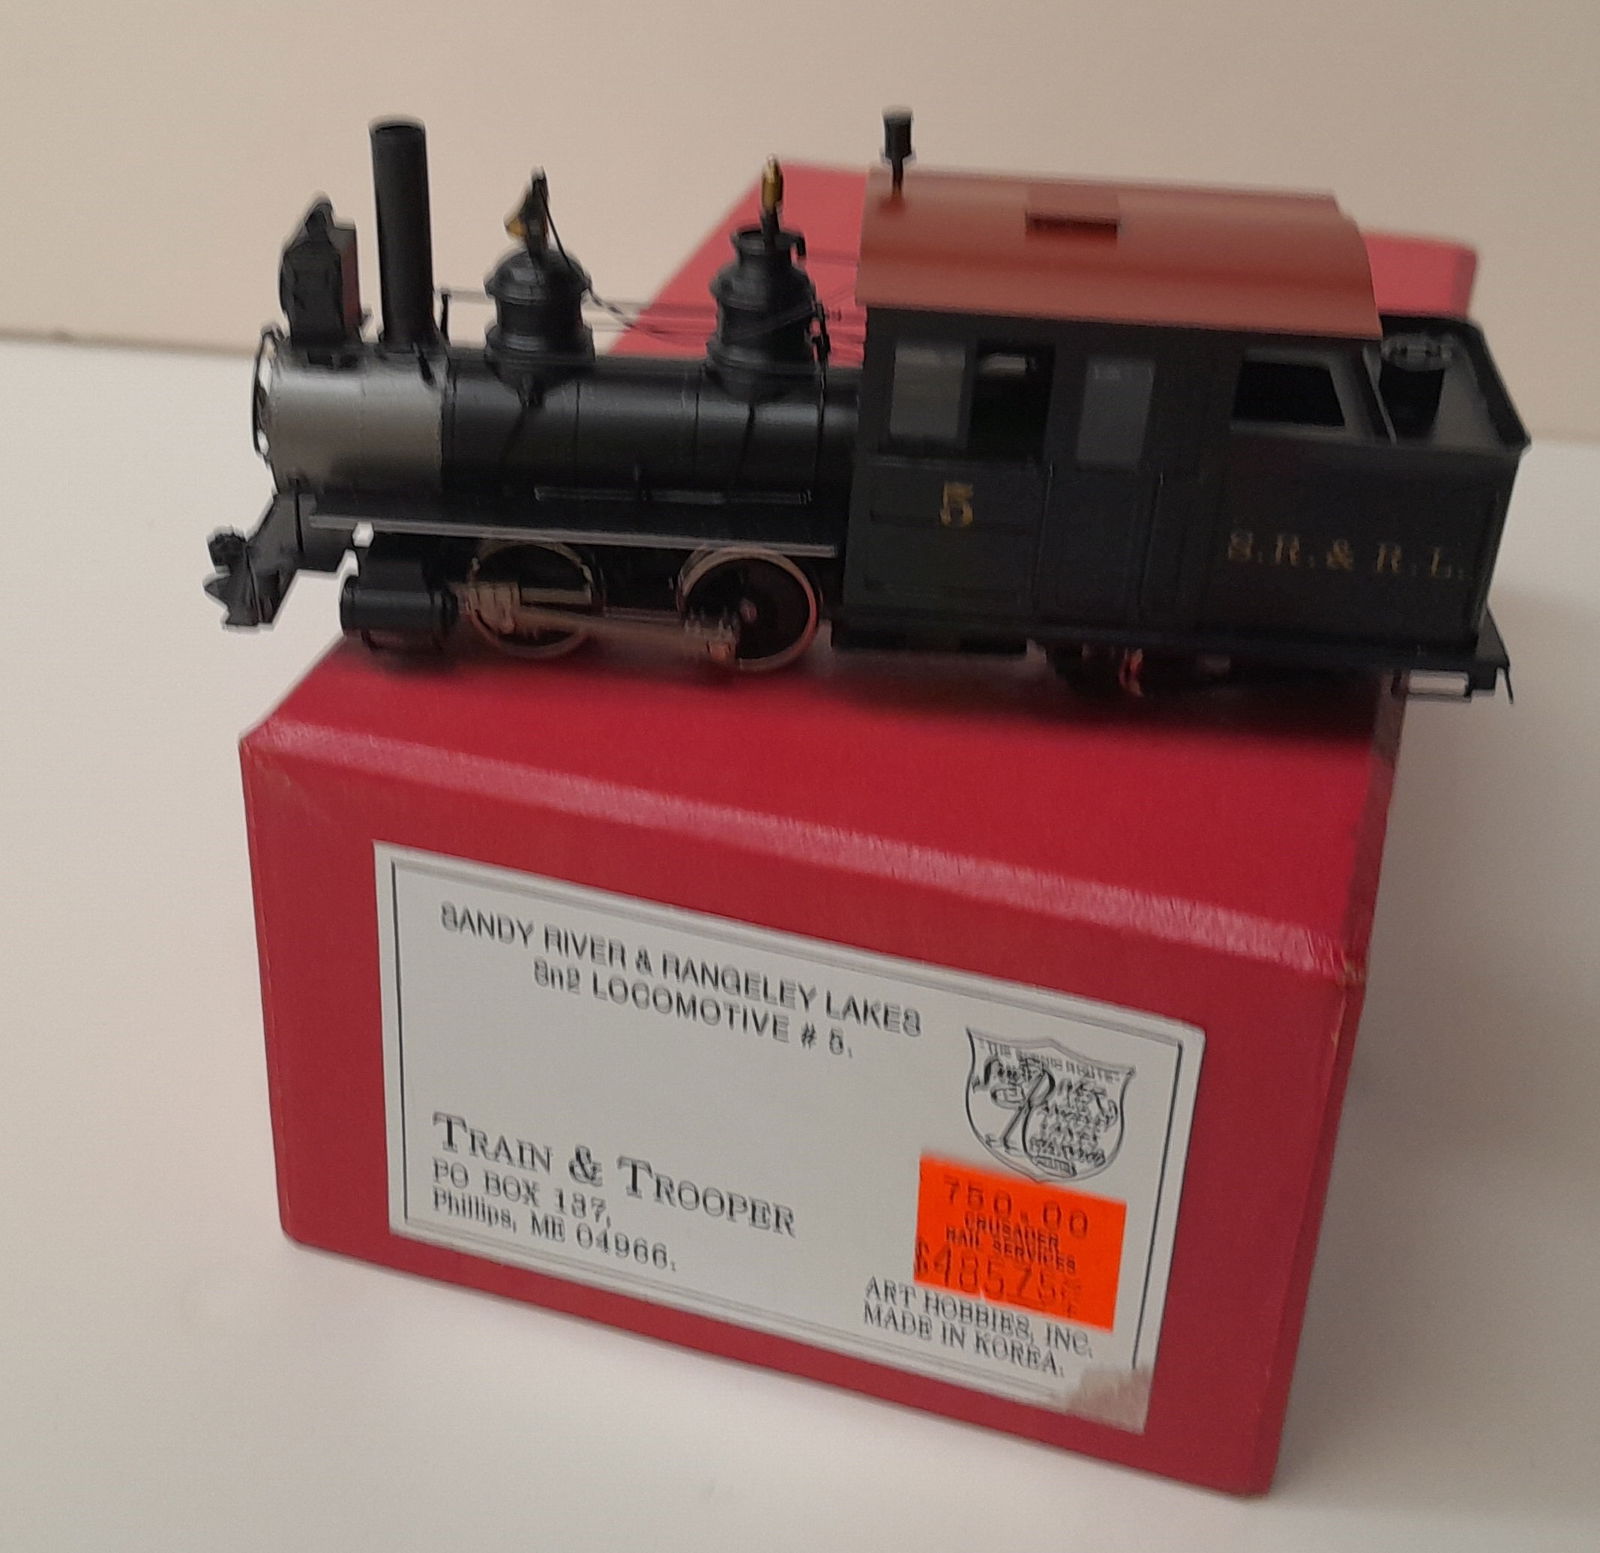 5
S.R. & R.L.
SANDY RIVER & RANGELEY LAKES
Sn2 LOCOMOTIVE # 5.
TRAIN & TROOPER
PO BOX 137,
Phillips, ME 04966.
750.00
CRUSADER
RAIL SERVICES
ART HOBBIES, INC.
MADE IN KOREA.